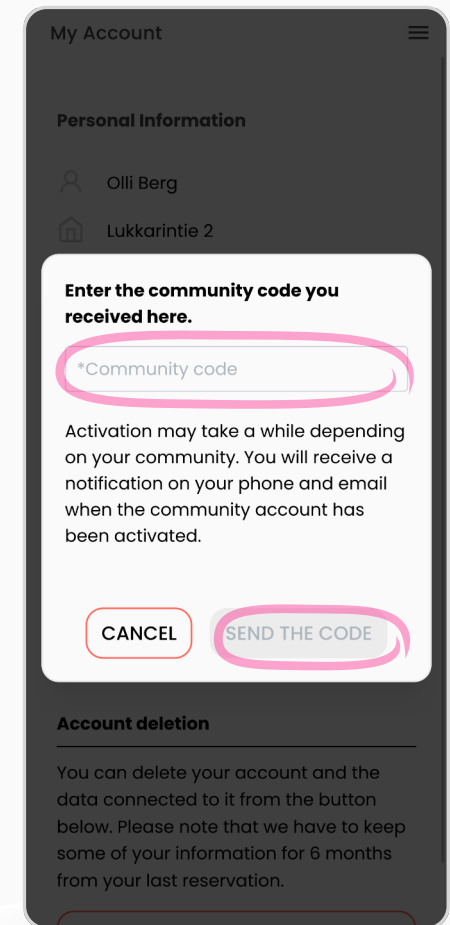 My Account
Personal Information
Olli Berg
Lukkarintie 2
Enter the community code you
received here.
*Community code
Activation may take a while depending
on your community. You will receive a
notification on your phone and email
when the community account has
been activated.
CANCEL
SEND THE CODE
Account deletion
You can delete your account and the
data connected to it from the button
below. Please note that we have to keep
some of your information for 6 months
from your last reservation.